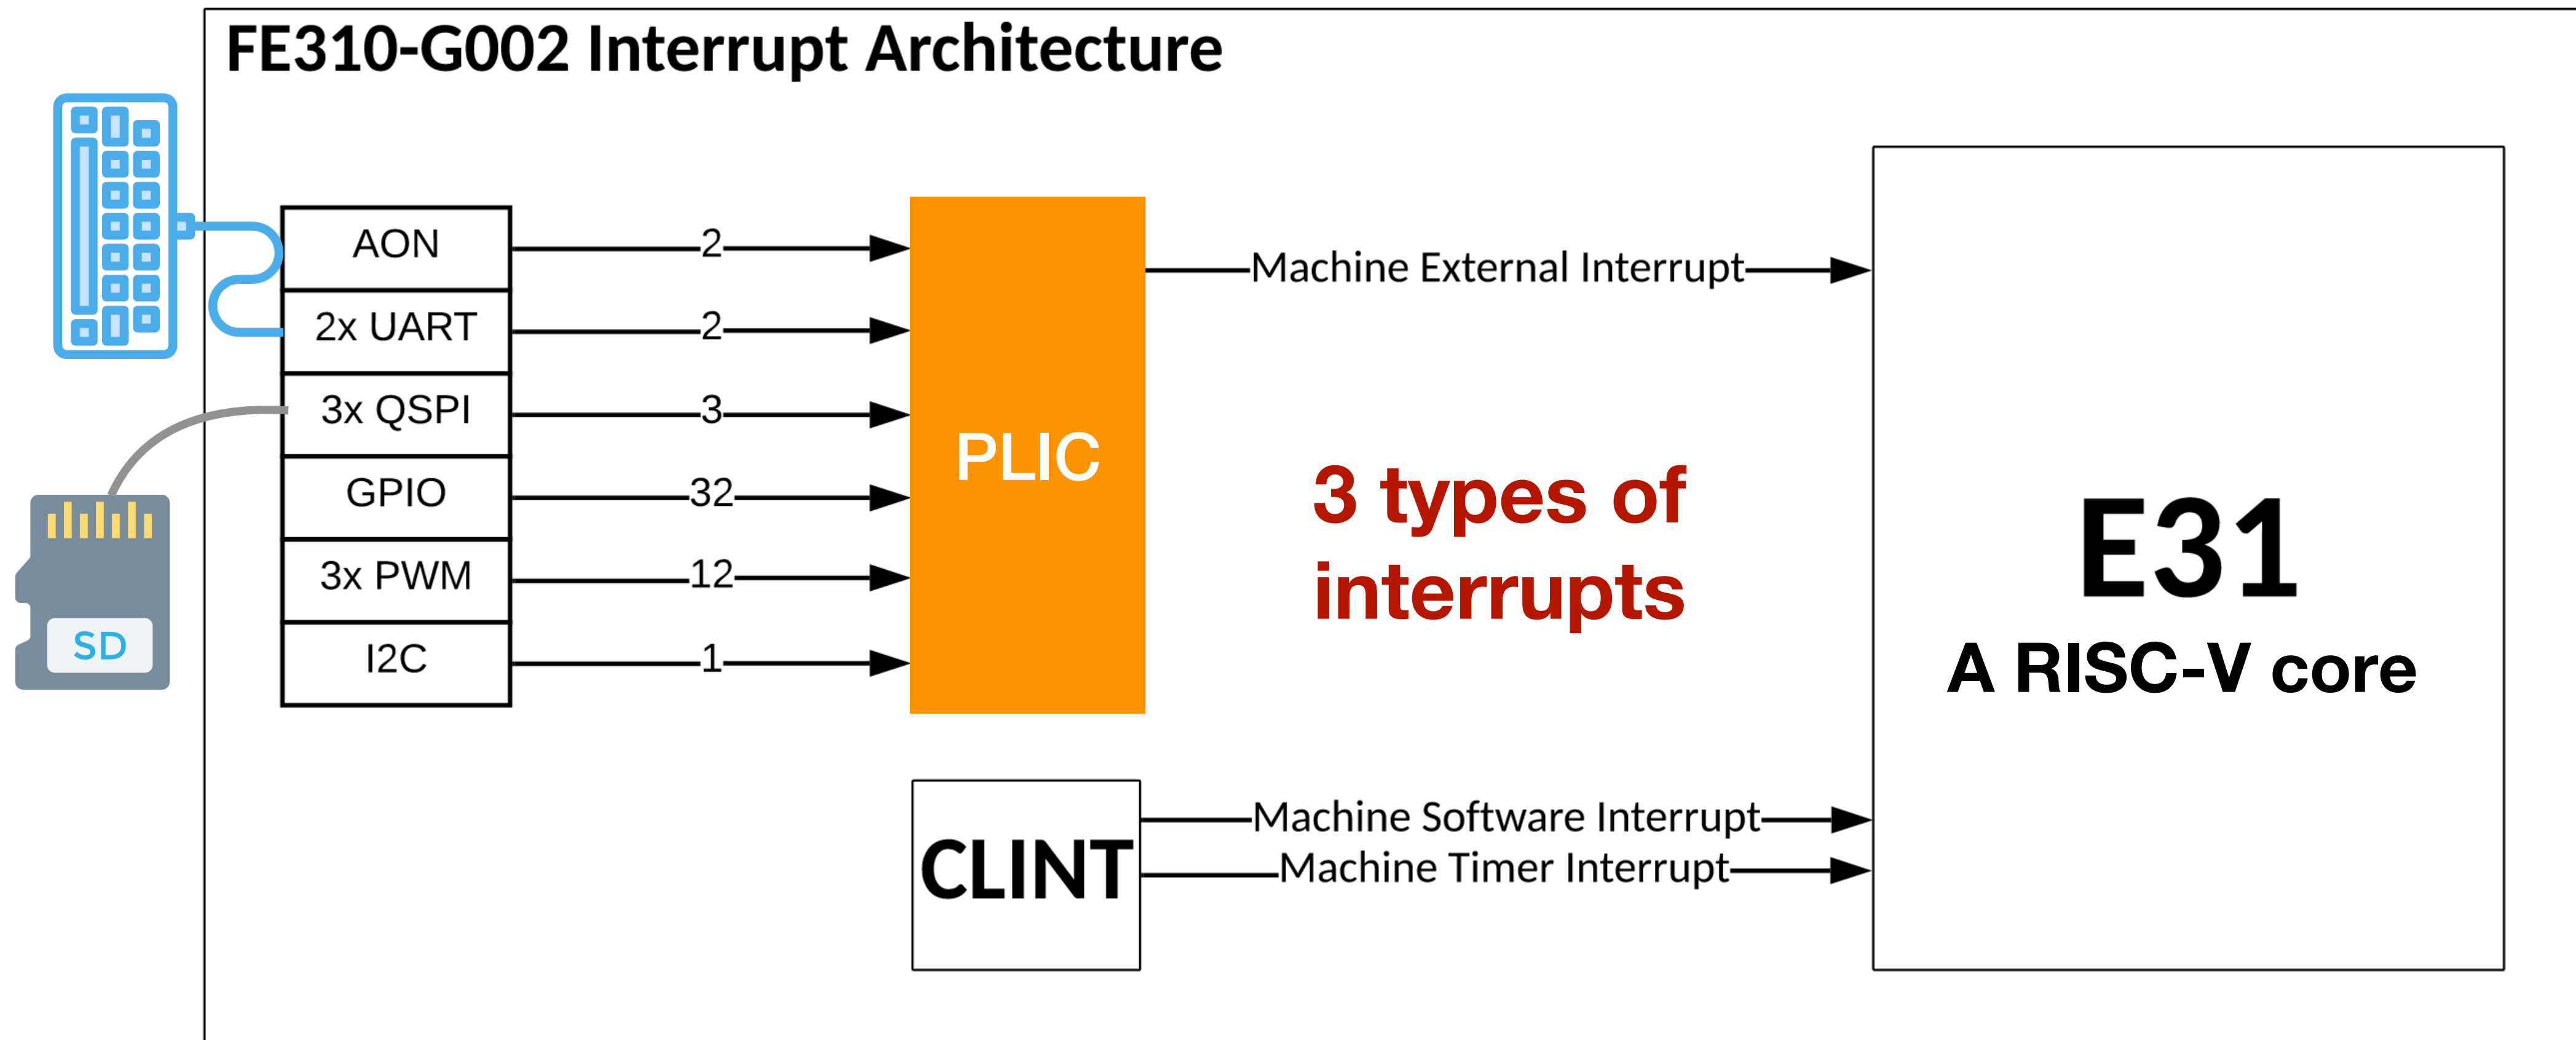 FE310-G002 Interrupt Architecture
AON
2
2x UART
2
3x QSPI
3
GPIO
32
3x PWM
12
I2C
1
SD
PLIC
Machine External Interrupt
3 types of
interrupts
E31
A RISC-V core
CLINT
Machine Software Interrupt
Machine Timer Interrupt